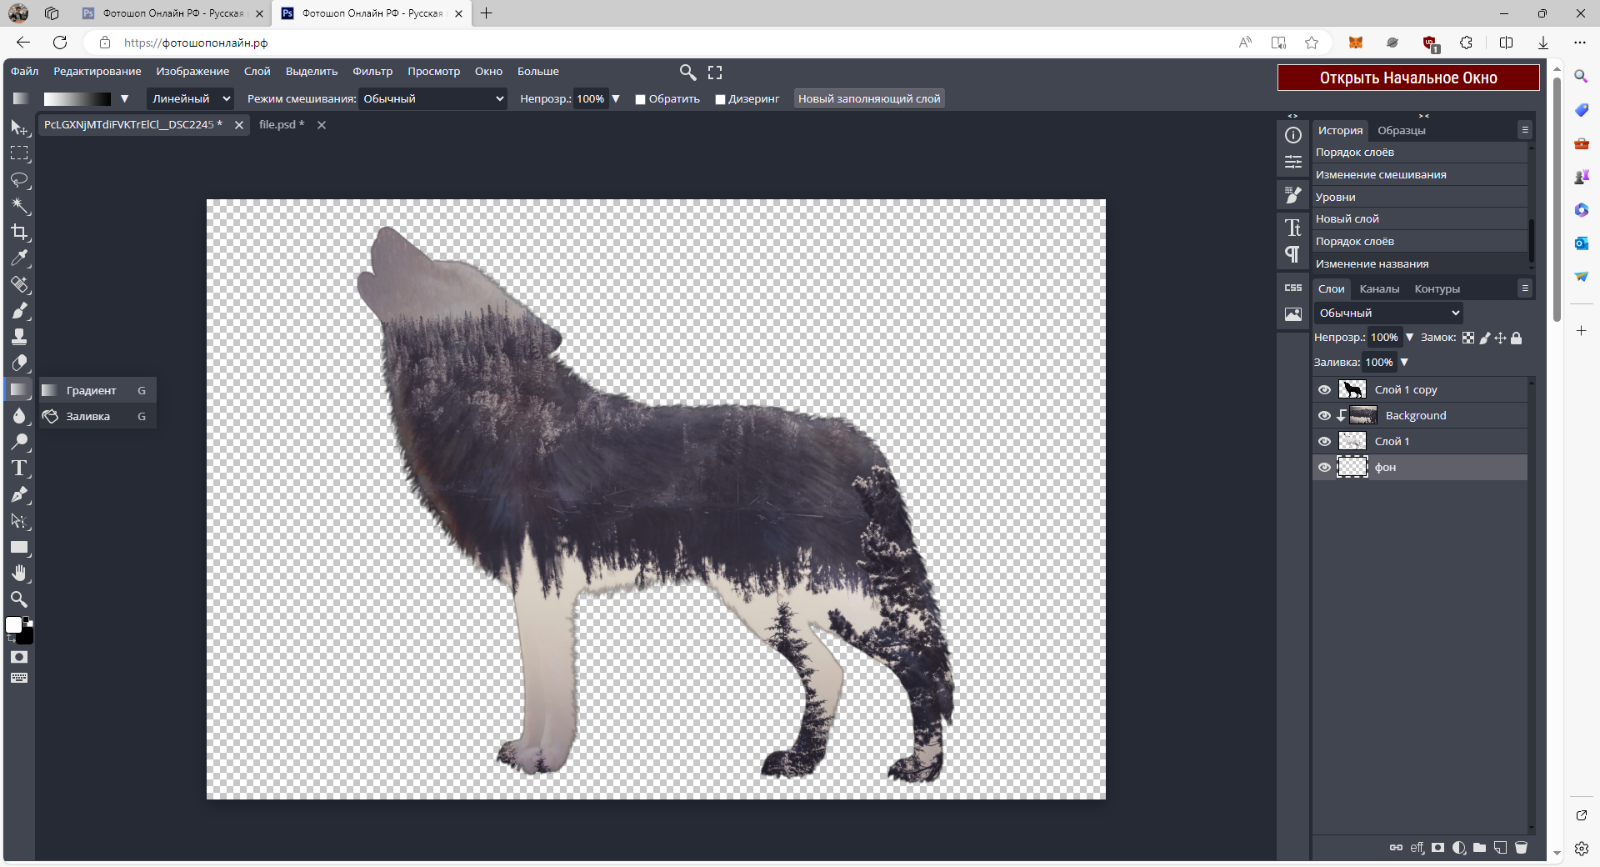 Фотошоп Онлайн РФ - Русская
Фотошоп Онлайн РФ - Русская
https://фотошопонлайн.рф
Файл Редактирование Изображение Слой Выделить Фильтр Просмотр Окно Больше
Открыть Начальное Окно
Линейный Режим смешивания: Обычный Непрозр.: 100% Обратить Дизеринг Новый заполняющий слой
PcLGXNjMTdiFVKTrElCl__DSC2245 * file.psd *
История Образцы
Порядок слоёв
Изменение смешивания
Уровни
Новый слой
Порядок слоёв
Изменение названия
CSS
Слои Каналы Контуры
Обычный
Непрозр.: 100% Замок:
Заливка: 100%
Градиент G
Заливка G
Слой 1 copy
Background
Слой 1
фон
eff